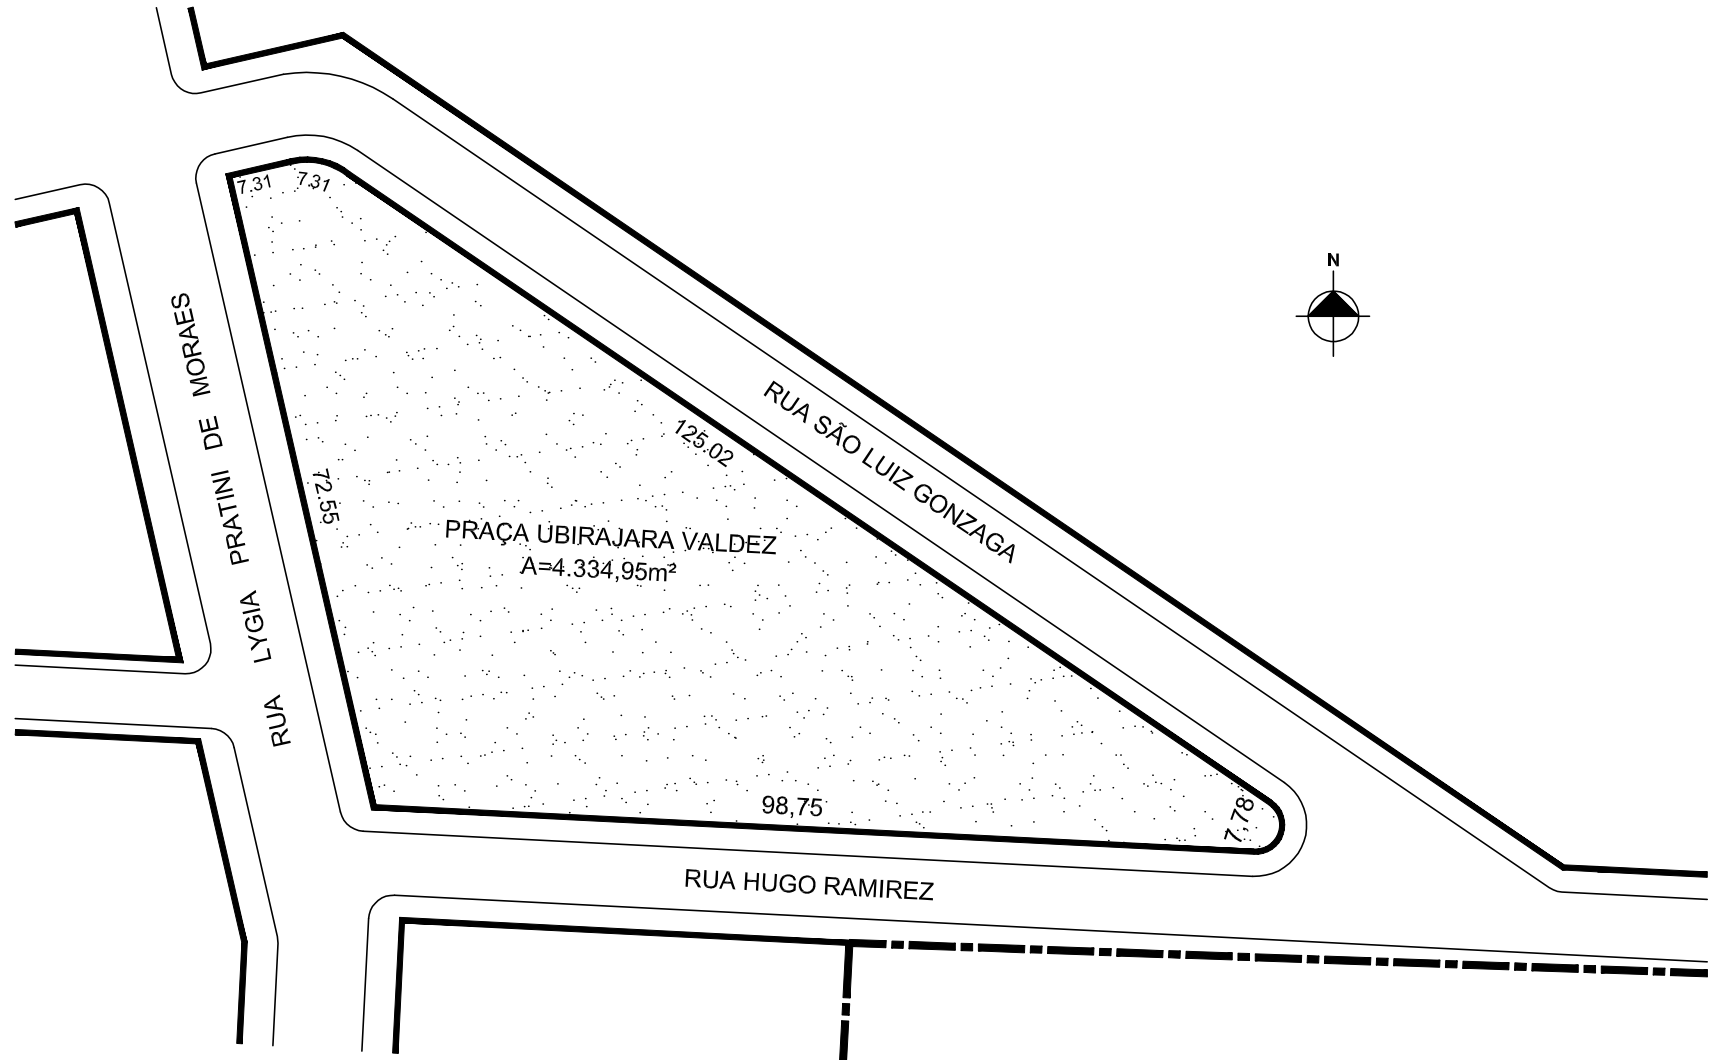 N
7.31
7.31
RUA LYGIA PRATINI DE MORAES
RUA SÃO LUIZ GONZAGA
125.02
72.55
PRAÇA UBIRAJARA VALDEZ
A=4.334,95m²
98,75
7,78
RUA HUGO RAMIREZ